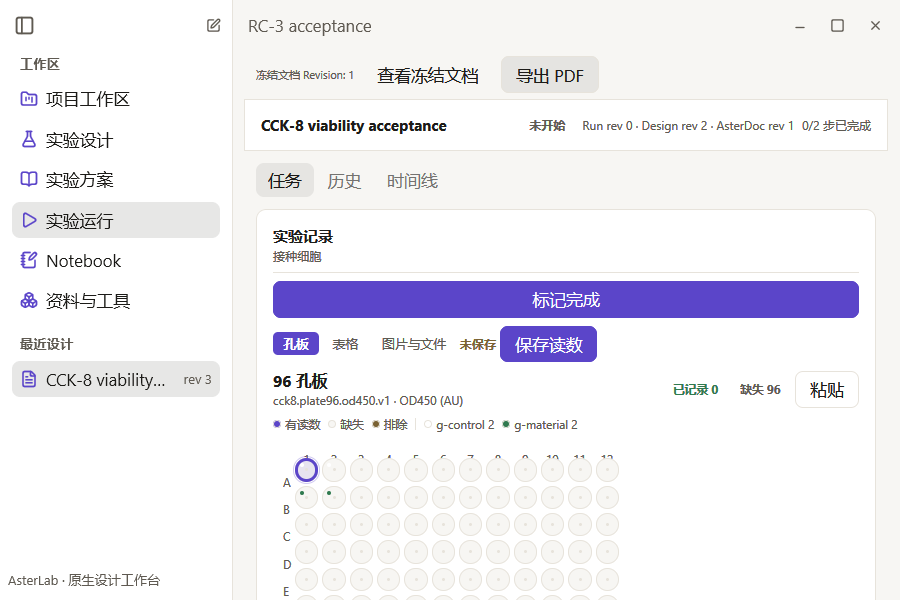 RC-3 acceptance
工作区
项目工作区
实验设计
实验方案
实验运行
Notebook
资料与工具
最近设计
CCK-8 viability... rev 3
AsterLab · 原生设计工作台
冻结文档 Revision: 1 查看冻结文档 导出 PDF
CCK-8 viability acceptance 未开始 Run rev 0 · Design rev 2 · AsterDoc rev 1 0/2 步已完成
任务 历史 时间线
实验记录
接种细胞
标记完成
孔板 表格 图片与文件 未保存 保存读数
96 孔板 已记录 0 缺失 96 粘贴
cck8.plate96.od450.v1 · OD450 (AU)
有读数 缺失 排除 g-control 2 g-material 2
1 2 3 4 5 6 7 8 9 10 11 12
A
B
C
D
E